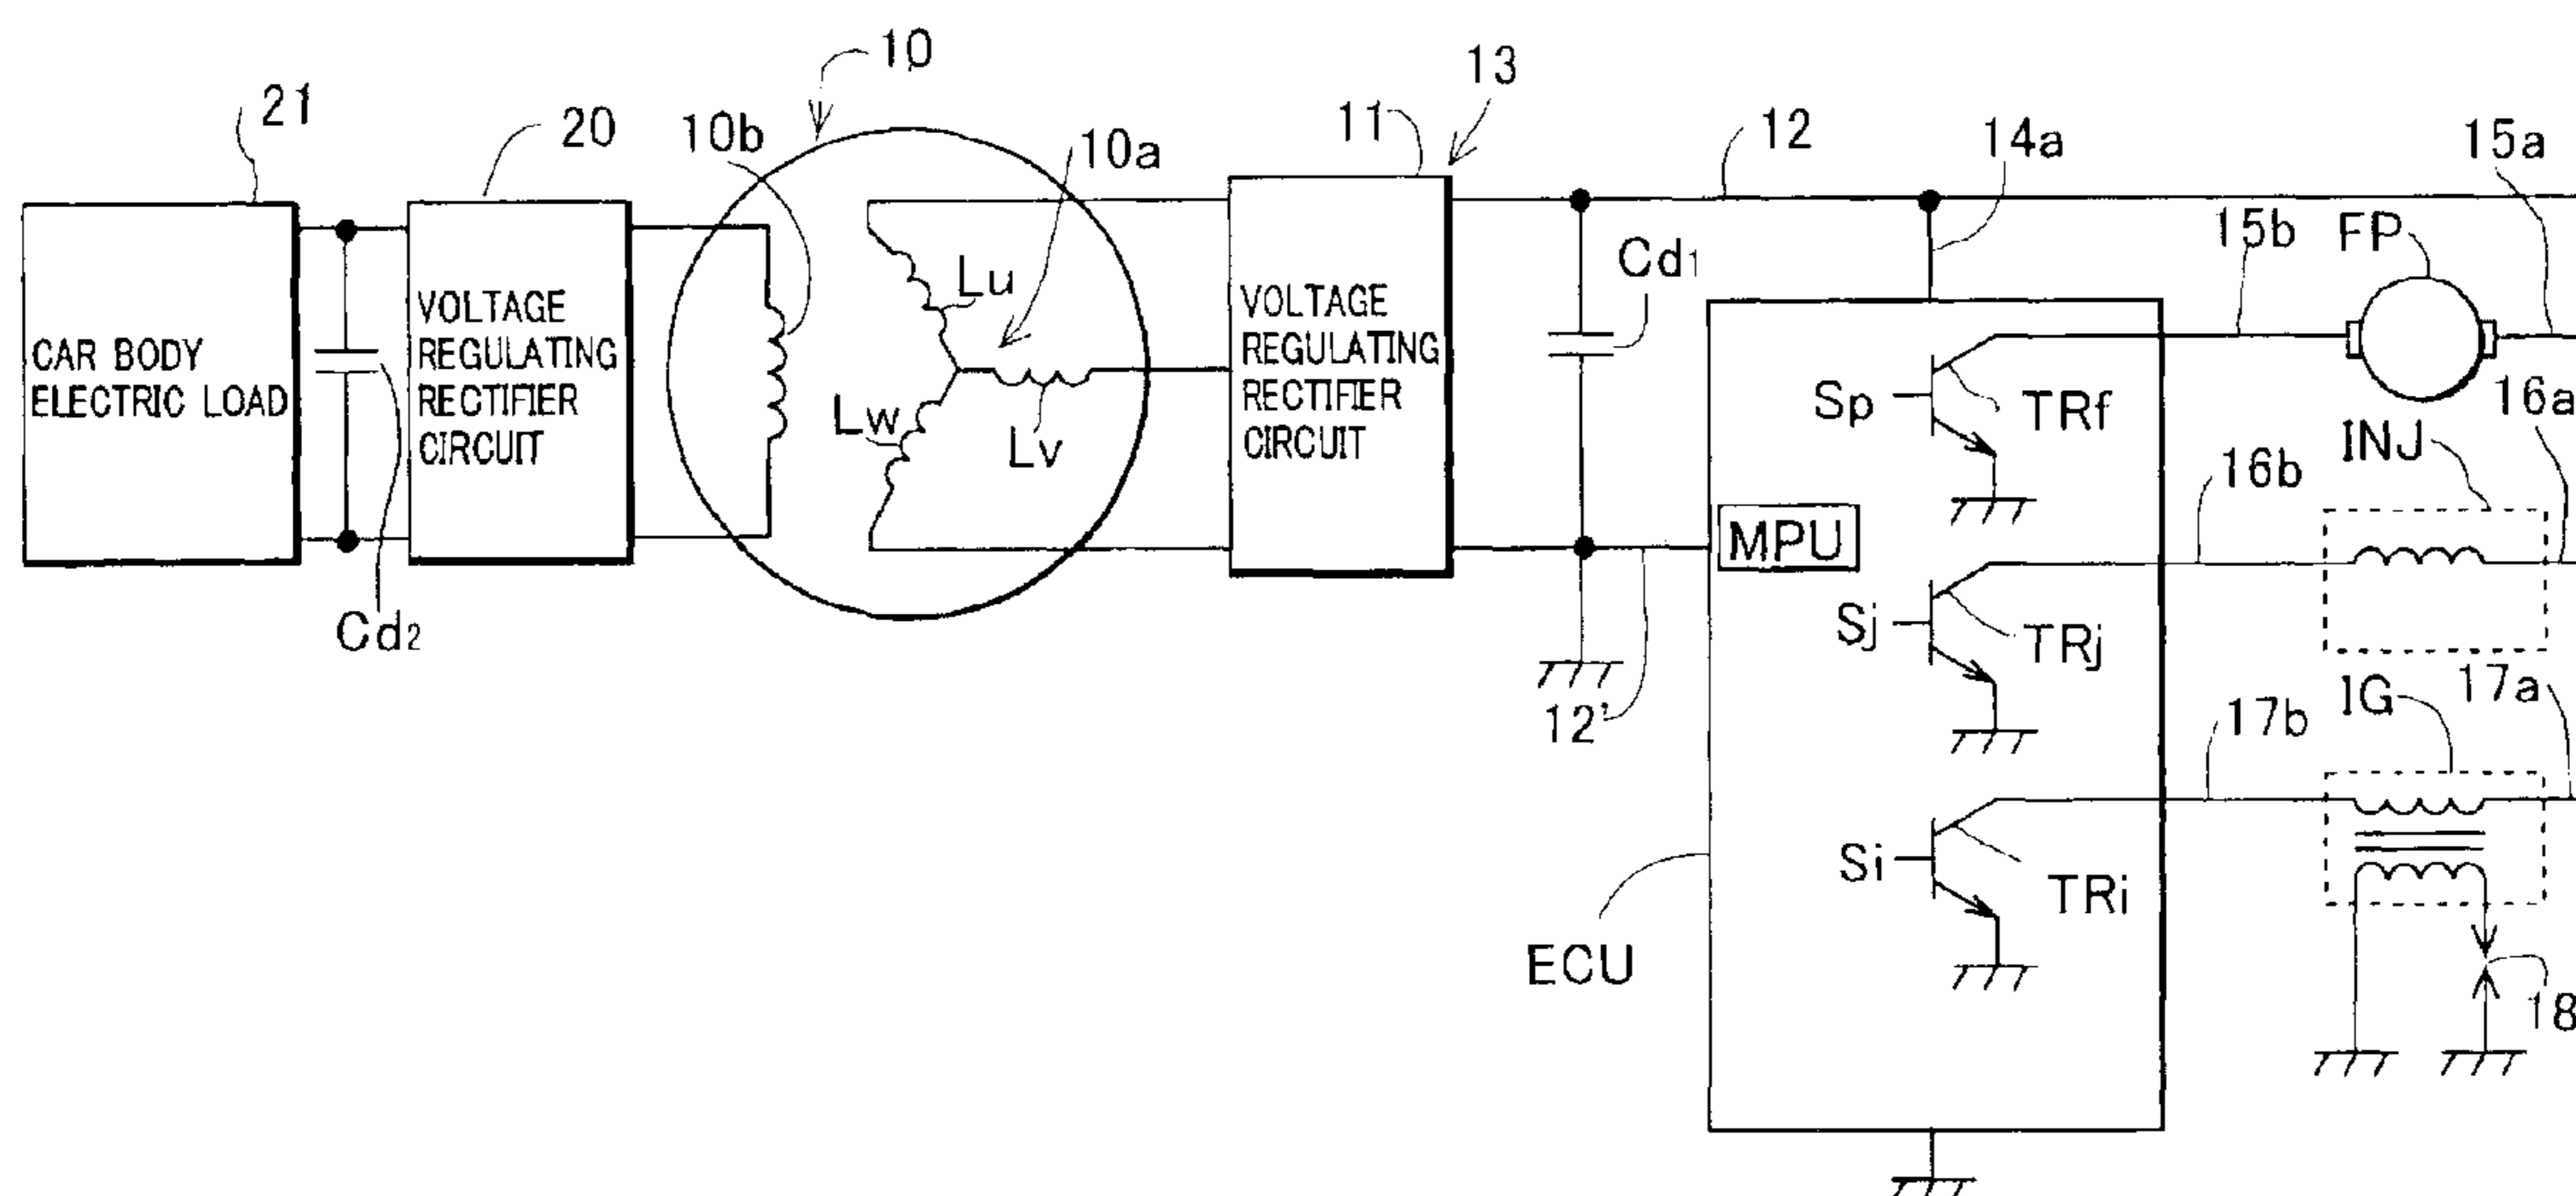 10
13
21
20
10b
10a
11
12
14a
15a
15b
FP
Cd1
Lu
VOLTAGE
REGULATING
RECTIFIER
CIRCUIT
VOLTAGE
REGULATING
RECTIFIER
CIRCUIT
CAR BODY
ELECTRIC LOAD
Sp
TRf
16a
Lw
Lv
INJ
16b
MPU
Cd2
Sj
TRj
12'
IG
17a
17b
Si
TRi
ECU
18